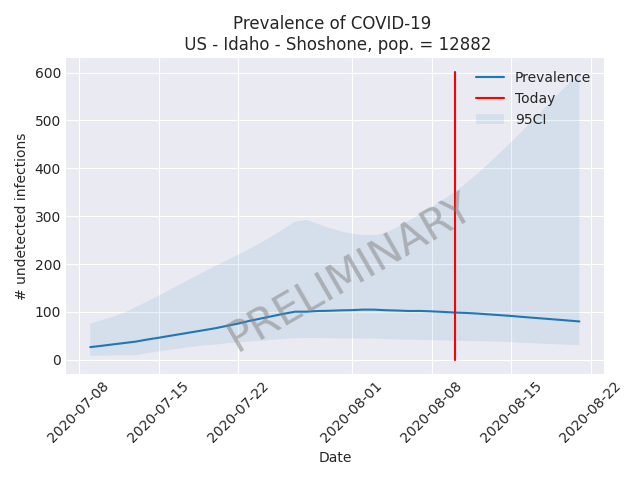 Prevalence of COVID-19
US - Idaho - Shoshone, pop. = 12882
600
500
400
300
200
100
0
# undetected infections
Prevalence
Today
95CI
PRELIMINARY
2020-07-08
2020-07-15
2020-07-22
2020-08-01
2020-08-08
2020-08-15
2020-08-22
Date